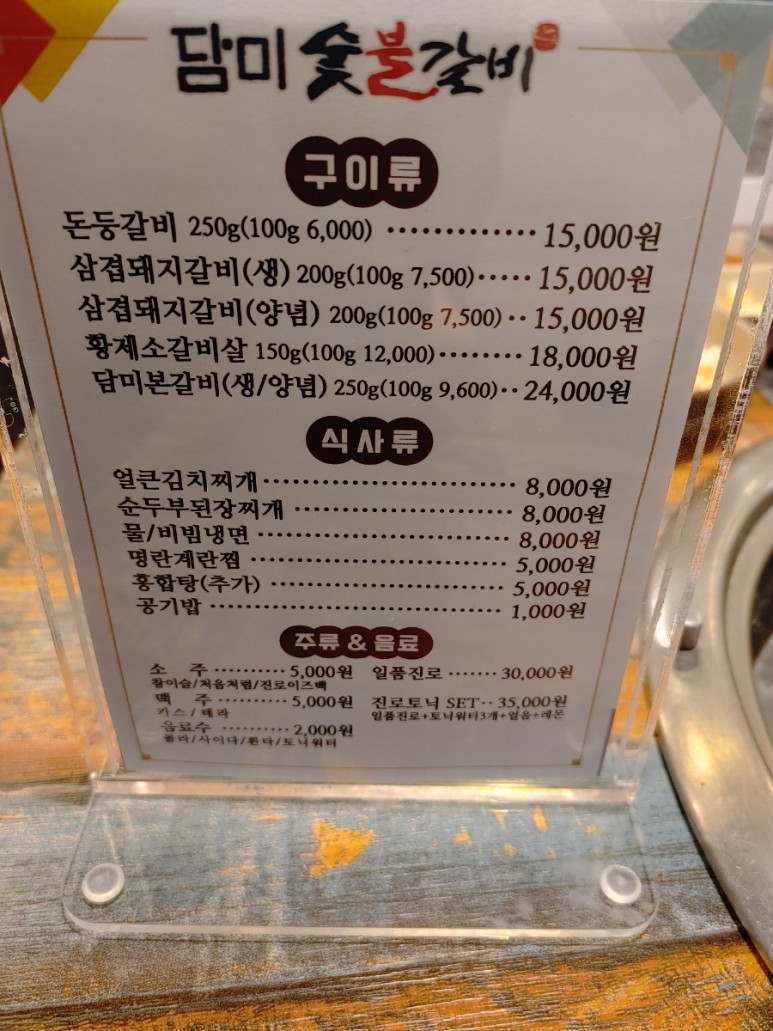 담미 숯불갈비
구이류
돈등갈비 250g(100g 6,000) ············· 15,000원
삼겹돼지갈비(생) 200g(100g 7,500)····· 15,000원
삼겹돼지갈비(양념) 200g(100g 7,500) ·· 15,000원
황제소갈비살 150g(100g 12,000)········ 18,000원
담미본갈비(생/양념) 250g(100g 9,600)·· 24,000원
식사류
얼큰김치찌개·························· 8,000원
순두부된장찌개 ······················· 8,000원
물/비빔냉면 ·························· 8,000원
명란계란찜 ··························· 5,000원
홍합탕(추가) ························· 5,000원
공기밥 ······························· 1,000원
주류 & 음료
소 주 ·········· 5,000원
참이슬/처음처럼/진로이즈백
맥 주 ·········· 5,000원
카스/테라
음료수 ·········· 2,000원
콜라/사이다/환타/토닉워터
일품진로 ······· 30,000원
진로토닉 SET·· 35,000원
일품진로+토닉워터3개+얼음+레몬